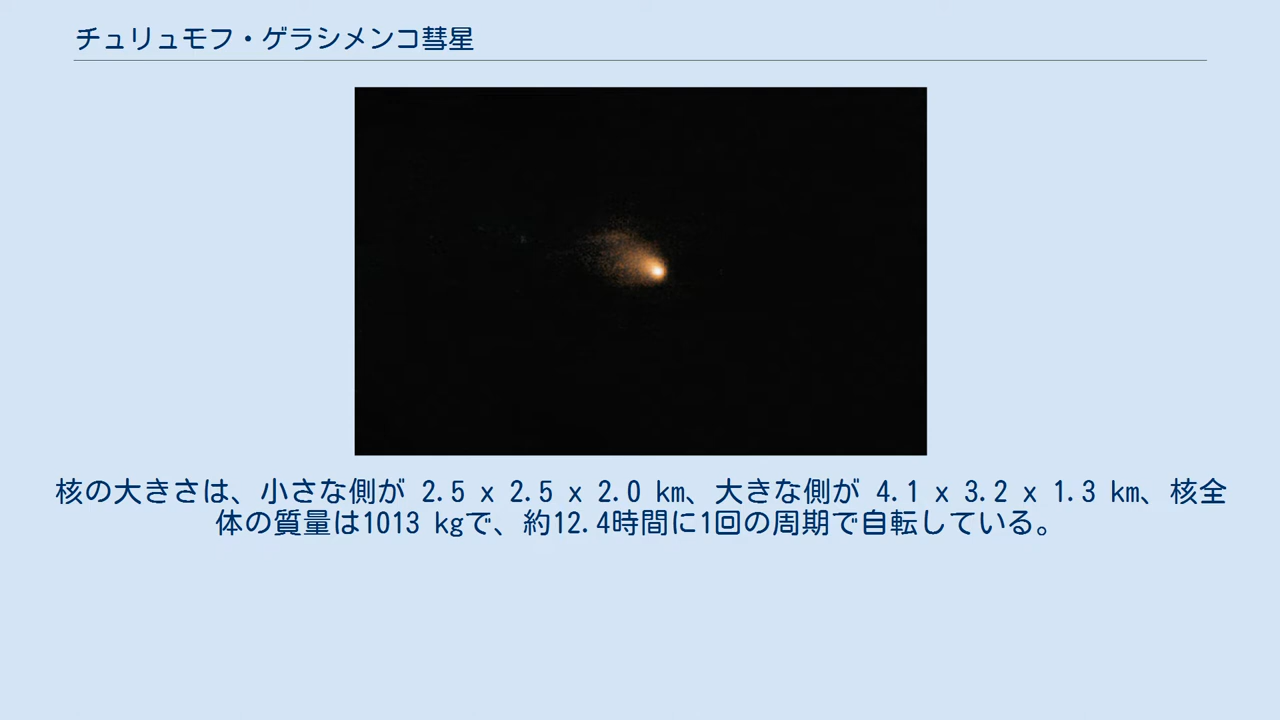 チュリュモフ・ゲラシメンコ彗星
核の大きさは、小さな側が 2.5 x 2.5 x 2.0 km、大きな側が 4.1 x 3.2 x 1.3 km、核全
体の質量は1013 kgで、約12.4時間に1回の周期で自転している。